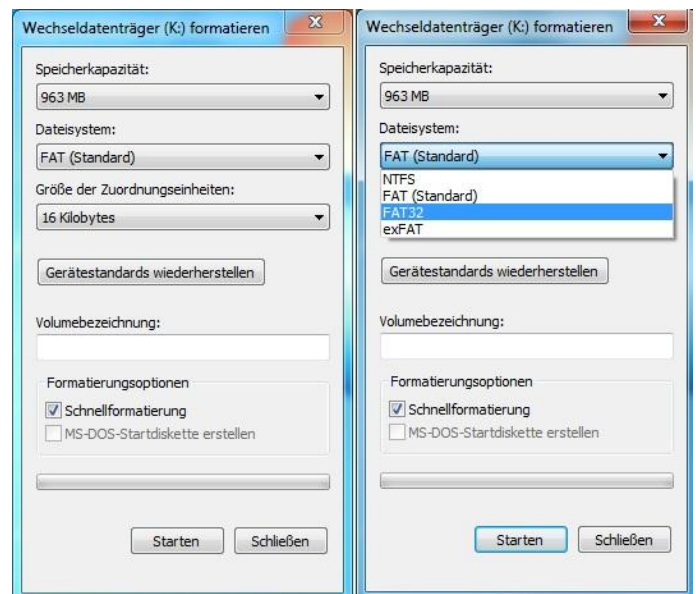 Wechseldatenträger (K:) formatieren
Speicherkapazität:
963 MB
Dateisystem:
FAT (Standard)
Größe der Zuordnungseinheiten:
16 Kilobytes
Gerätestandards wiederherstellen
Volumebezeichnung:
Formatierungsoptionen
Schnellformatierung
MS-DOS-Startdiskette erstellen
Starten Schließen
Wechseldatenträger (K:) formatieren
Speicherkapazität:
963 MB
Dateisystem:
FAT (Standard)
NTFS
FAT (Standard)
FAT32
exFAT
Gerätestandards wiederherstellen
Volumebezeichnung:
Formatierungsoptionen
Schnellformatierung
MS-DOS-Startdiskette erstellen
Starten Schließen